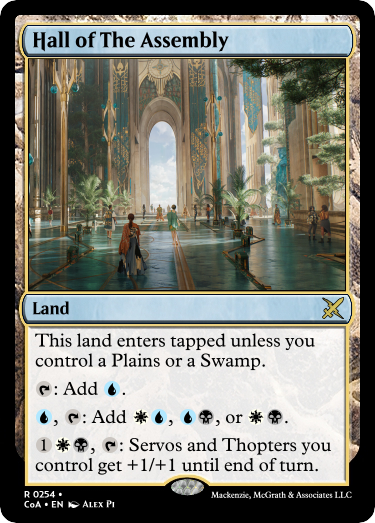 Hall of The Assembly
Land
This land enters tapped unless you
control a Plains or a Swamp.
: Add .
, : Add , , or .
1 , : Servos and Thopters you
control get +1/+1 until end of turn.
R 0254 •
CoA • EN Alex Pi
Mackenzie, McGrath & Associates LLC